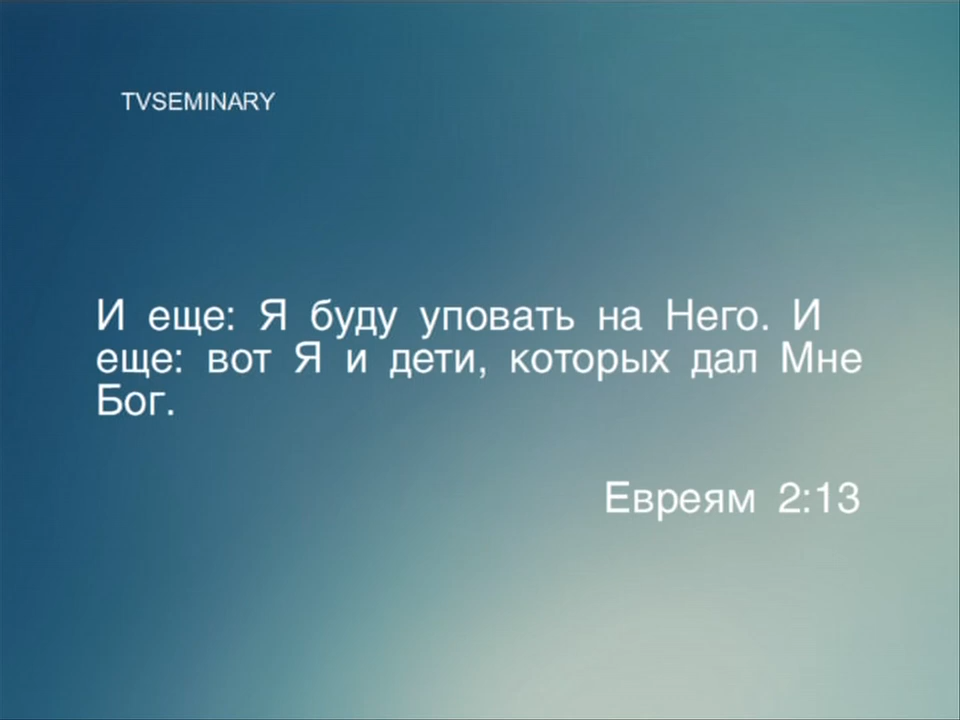 TVSEMINARY
И еще: Я буду уповать на Него. И
еще: вот Я и дети, которых дал Мне
Бог.
Евреям 2:13